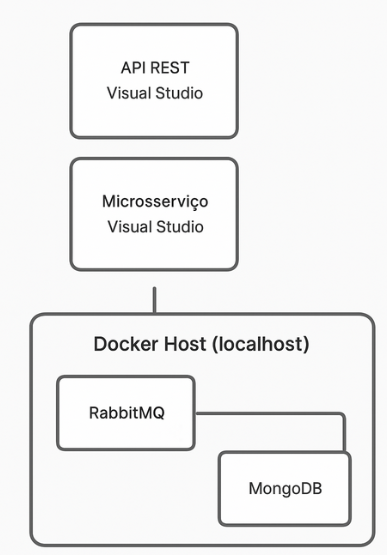 API REST
Visual Studio
Microsserviço
Visual Studio
Docker Host (localhost)
RabbitMQ
MongoDB